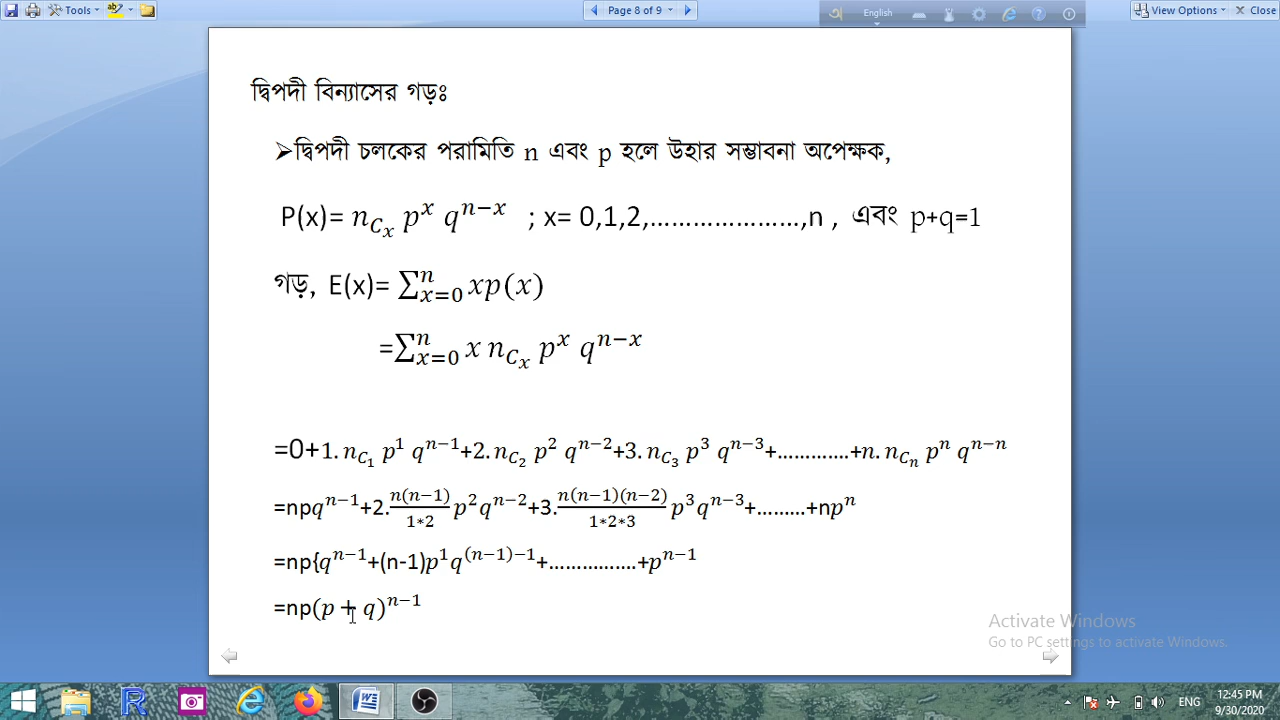 Tools
Page 8 of 9
English
View Options
Close
দ্বিপদী বিন্যাসের গড়ঃ
➢দ্বিপদী চলকের পরামিতি n এবং p হলে উহার সম্ভাবনা অপেক্ষক,
P(x)= n_{C_x} p^x q^{n−x} ; x= 0,1,2,…………………,n , এবং p+q=1
গড়, E(x)= ∑_{x=0}^{n} xp(x)
=∑_{x=0}^{n} x n_{C_x} p^x q^{n−x}
=0+1. n_{C_1} p^1 q^{n−1}+2. n_{C_2} p^2 q^{n−2}+3. n_{C_3} p^3 q^{n−3}+………….+n. n_{C_n} p^n q^{n−n}
=npq^{n−1}+2.\frac{n(n−1)}{1*2}p^2q^{n−2}+3.\frac{n(n−1)(n−2)}{1*2*3}p^3q^{n−3}+………+np^n
=np{q^{n−1}+(n-1)p^1q^{(n−1)−1}+…………….+p^{n−1}
=np(p + q)^{n−1}
Activate Windows
Go to PC settings to activate Windows.
ENG
12:45 PM
9/30/2020